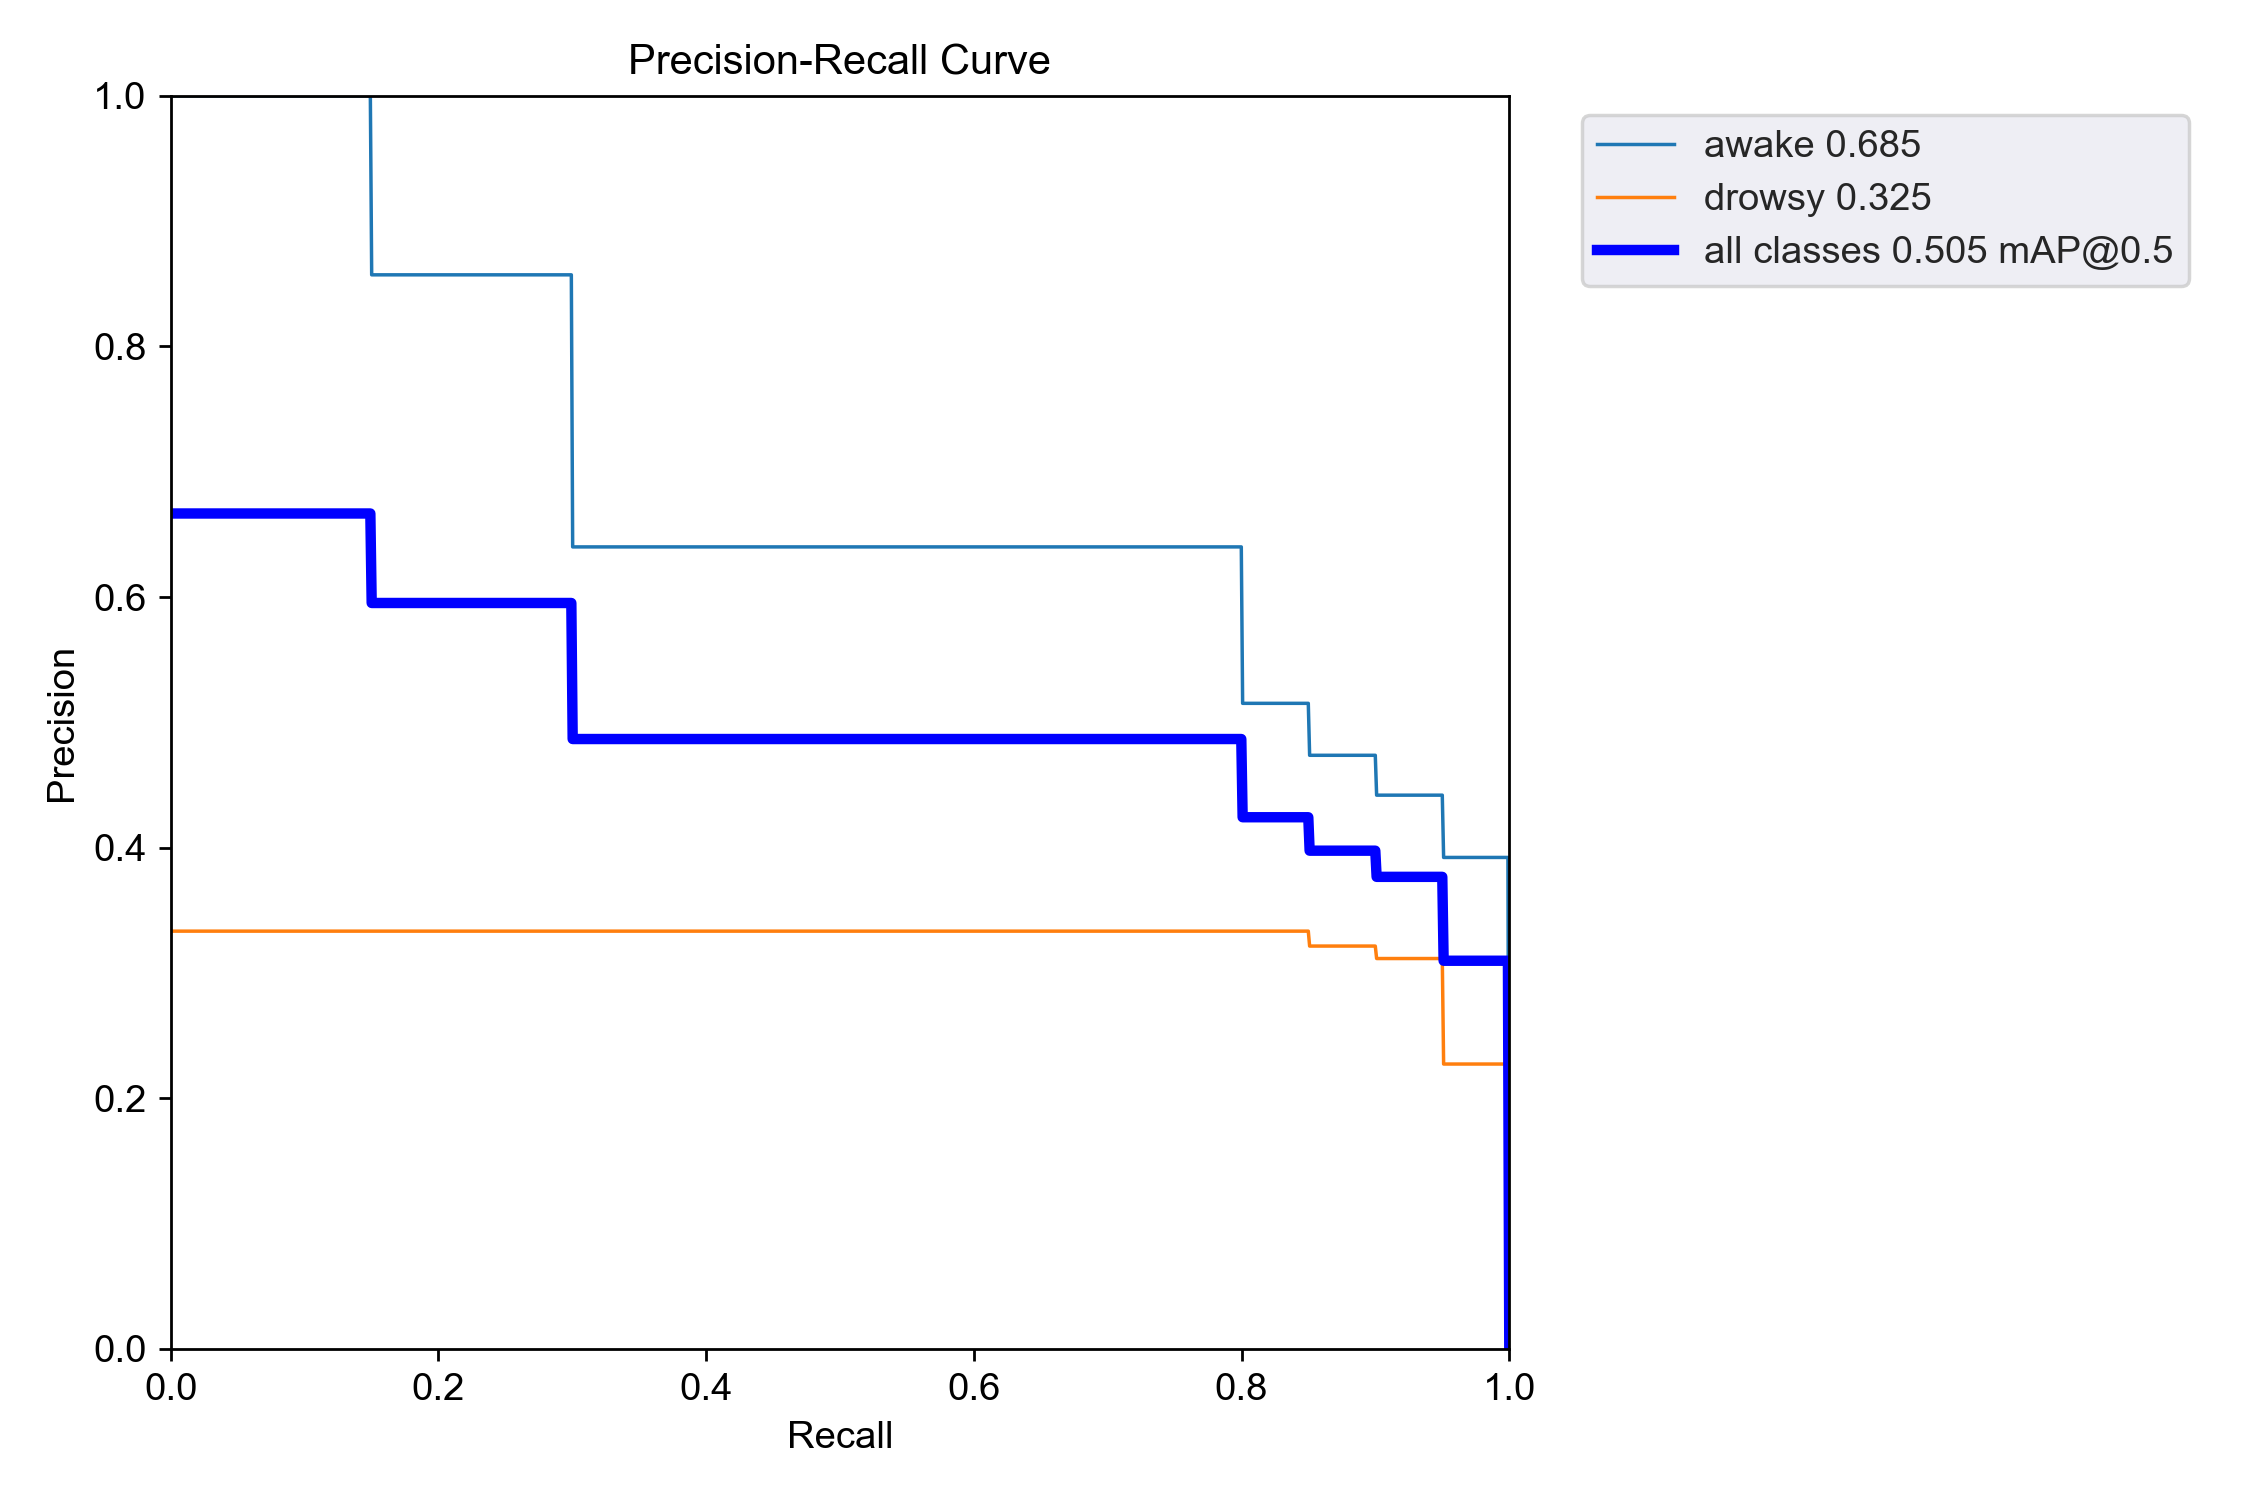 Precision-Recall Curve
awake 0.685
drowsy 0.325
all classes 0.505 mAP@0.5
Precision
1.0
0.8
0.6
0.4
0.2
0.0
0.0 0.2 0.4 0.6 0.8 1.0
Recall